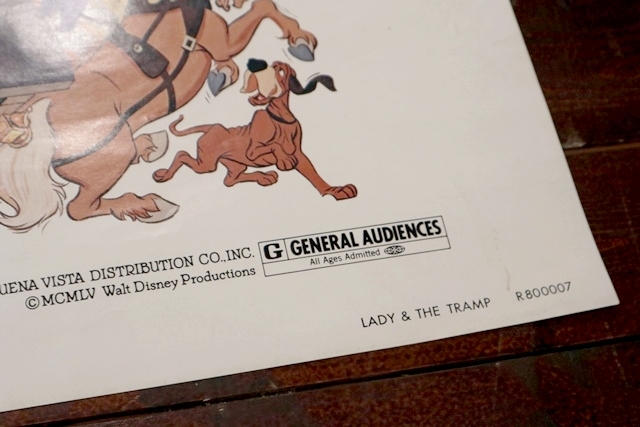 UENA VISTA DISTRIBUTION CO.,INC.
©MCMLV Walt Disney Productions
G GENERAL AUDIENCES
All Ages Admitted
LADY & THE TRAMP R800007